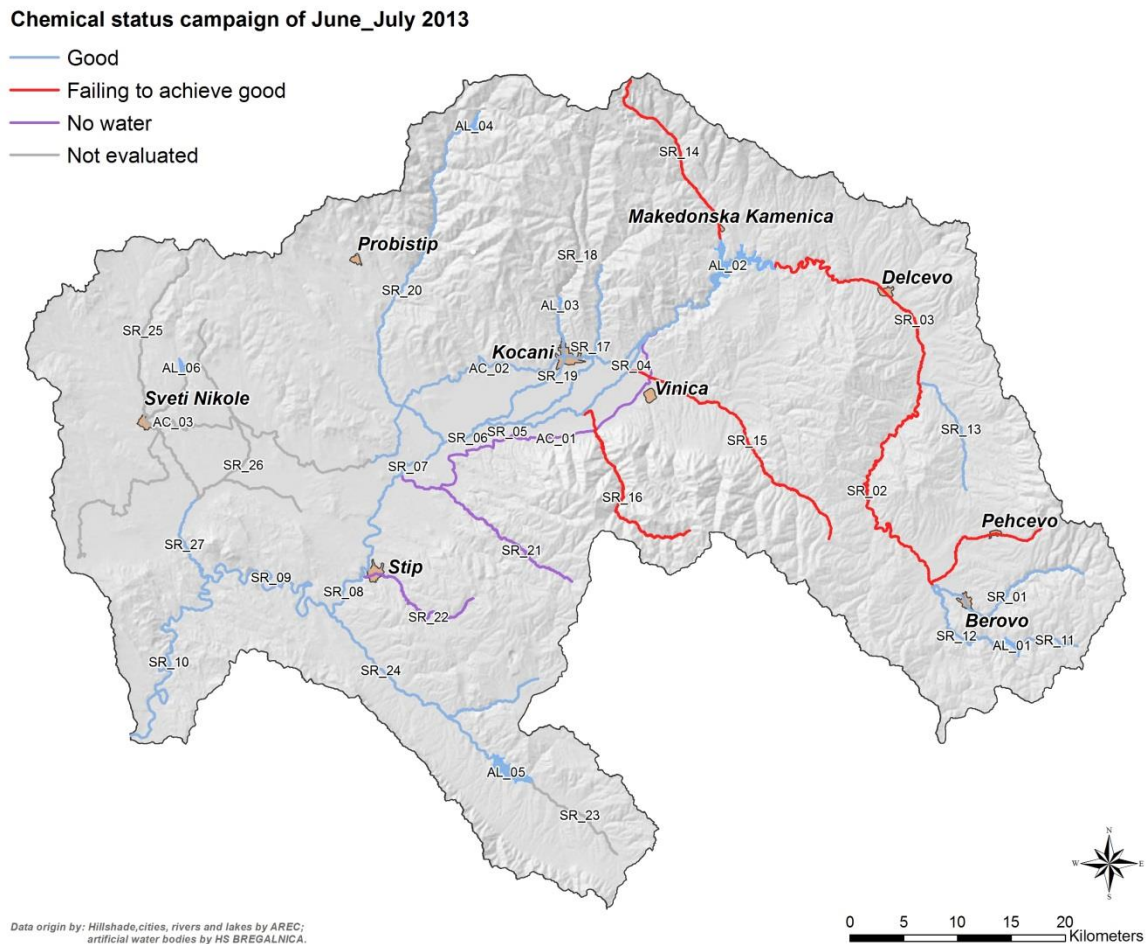 Chemical status campaign of June_July 2013
Good
Failing to achieve good
No water
Not evaluated
AL_04
SR_14
Makedonska Kamenica
Probistip
SR_18
AL_02
SR_20
Delcevo
AL_03
SR_03
SR_25
Kocani
SR_17
AL_06
AC_02
SR_04
SR_19
Vinica
Sveti Nikole
AC_03
SR_13
SR_05
SR_06
AC_01
SR_15
SR_26
SR_07
SR_02
SR_16
Pehcevo
SR_27
SR_21
Stip
SR_09
SR_08
SR_01
SR_22
Berovo
SR_12
SR_11
AL_01
SR_10
SR_24
AL_05
SR_23
N
W
E
S
Data origin by: Hillshade,cities, rivers and lakes by AREC;
artificial water bodies by HS BREGALNICA.
0 5 10 15 20
Kilometers